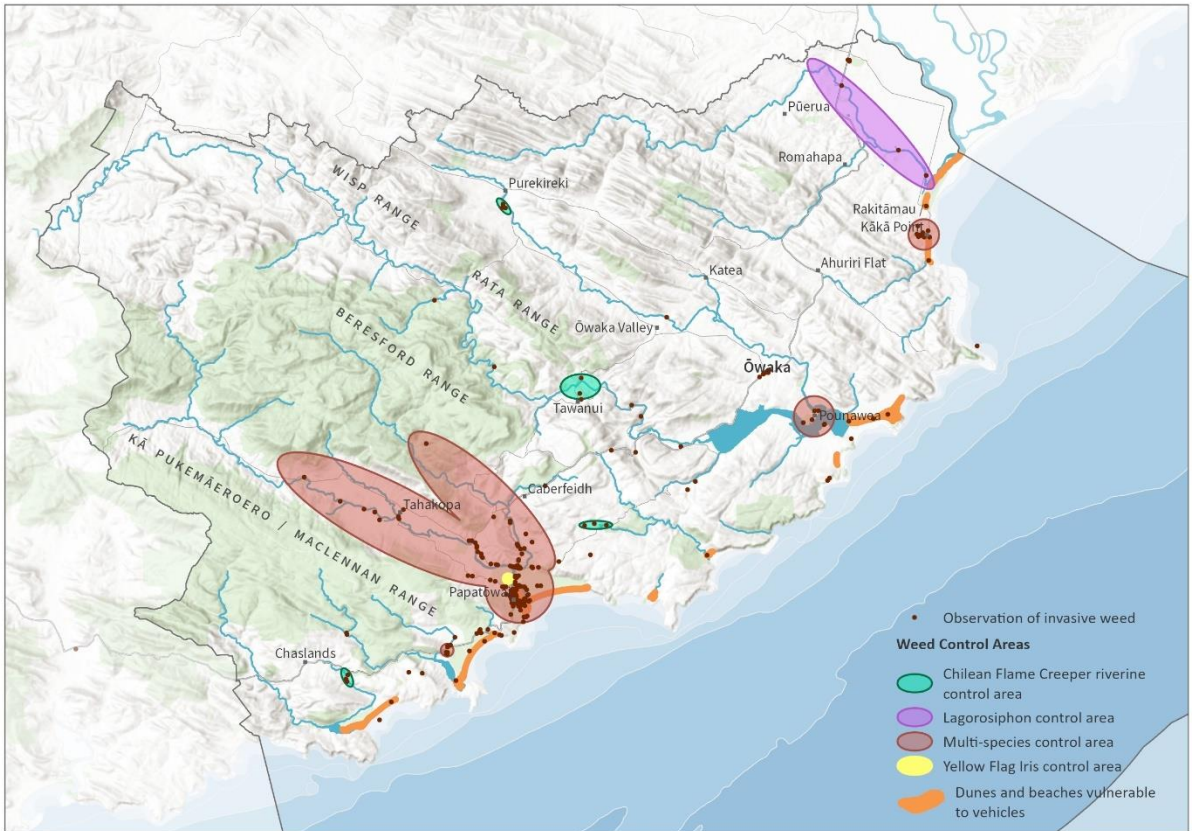 Pūerua
Romahapa
WISP RANGE
Purekireki
Rakitāmau
Kākā Point
Katea
Ahuriri Flat
RATA RANGE
Ōwaka Valley
BERESFORD RANGE
Ōwaka
Tawanui
Pounawea
KĀ PUKEMĀEROERO / MACLENNAN RANGE
Caberfeidh
Tahakopa
Papatōwai
Chaslands
Observation of invasive weed
Weed Control Areas
Chilean Flame Creeper riverine
control area
Lagorosiphon control area
Multi-species control area
Yellow Flag Iris control area
Dunes and beaches vulnerable
to vehicles